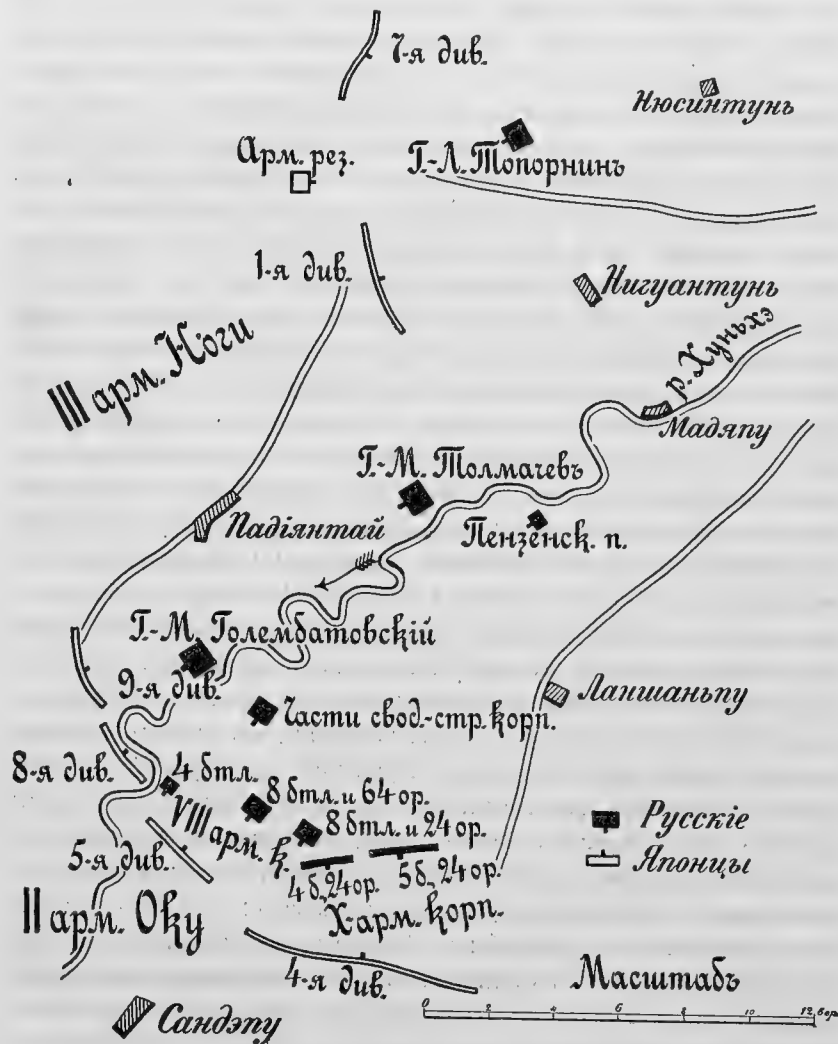 7-я див.
Нюсинтунь
Арм. рез.
Г.-Л. Топорнинъ
1-я див.
Нигуантунь
III арм. Ноги
р. Хуньхэ
Мадяпу
Г.-М. Толмачевъ
Падіянтай
Пензенск. п.
Г.-М. Голембатовскій
9-я див.
Части свод.-стр. корп.
Ланшаньпу
8-я див.
4 бтл.
8 бтл. и 64 ор.
VIII арм. к.
8 бтл. и 24 ор.
5-я див.
4 б., 24 ор.
5 б., 24 ор.
Русскіе
Японцы
II арм. Оку
X арм. корп.
4-я див.
Масштабъ
Сандэпу
0 2 4 6 8 10 12 вер.